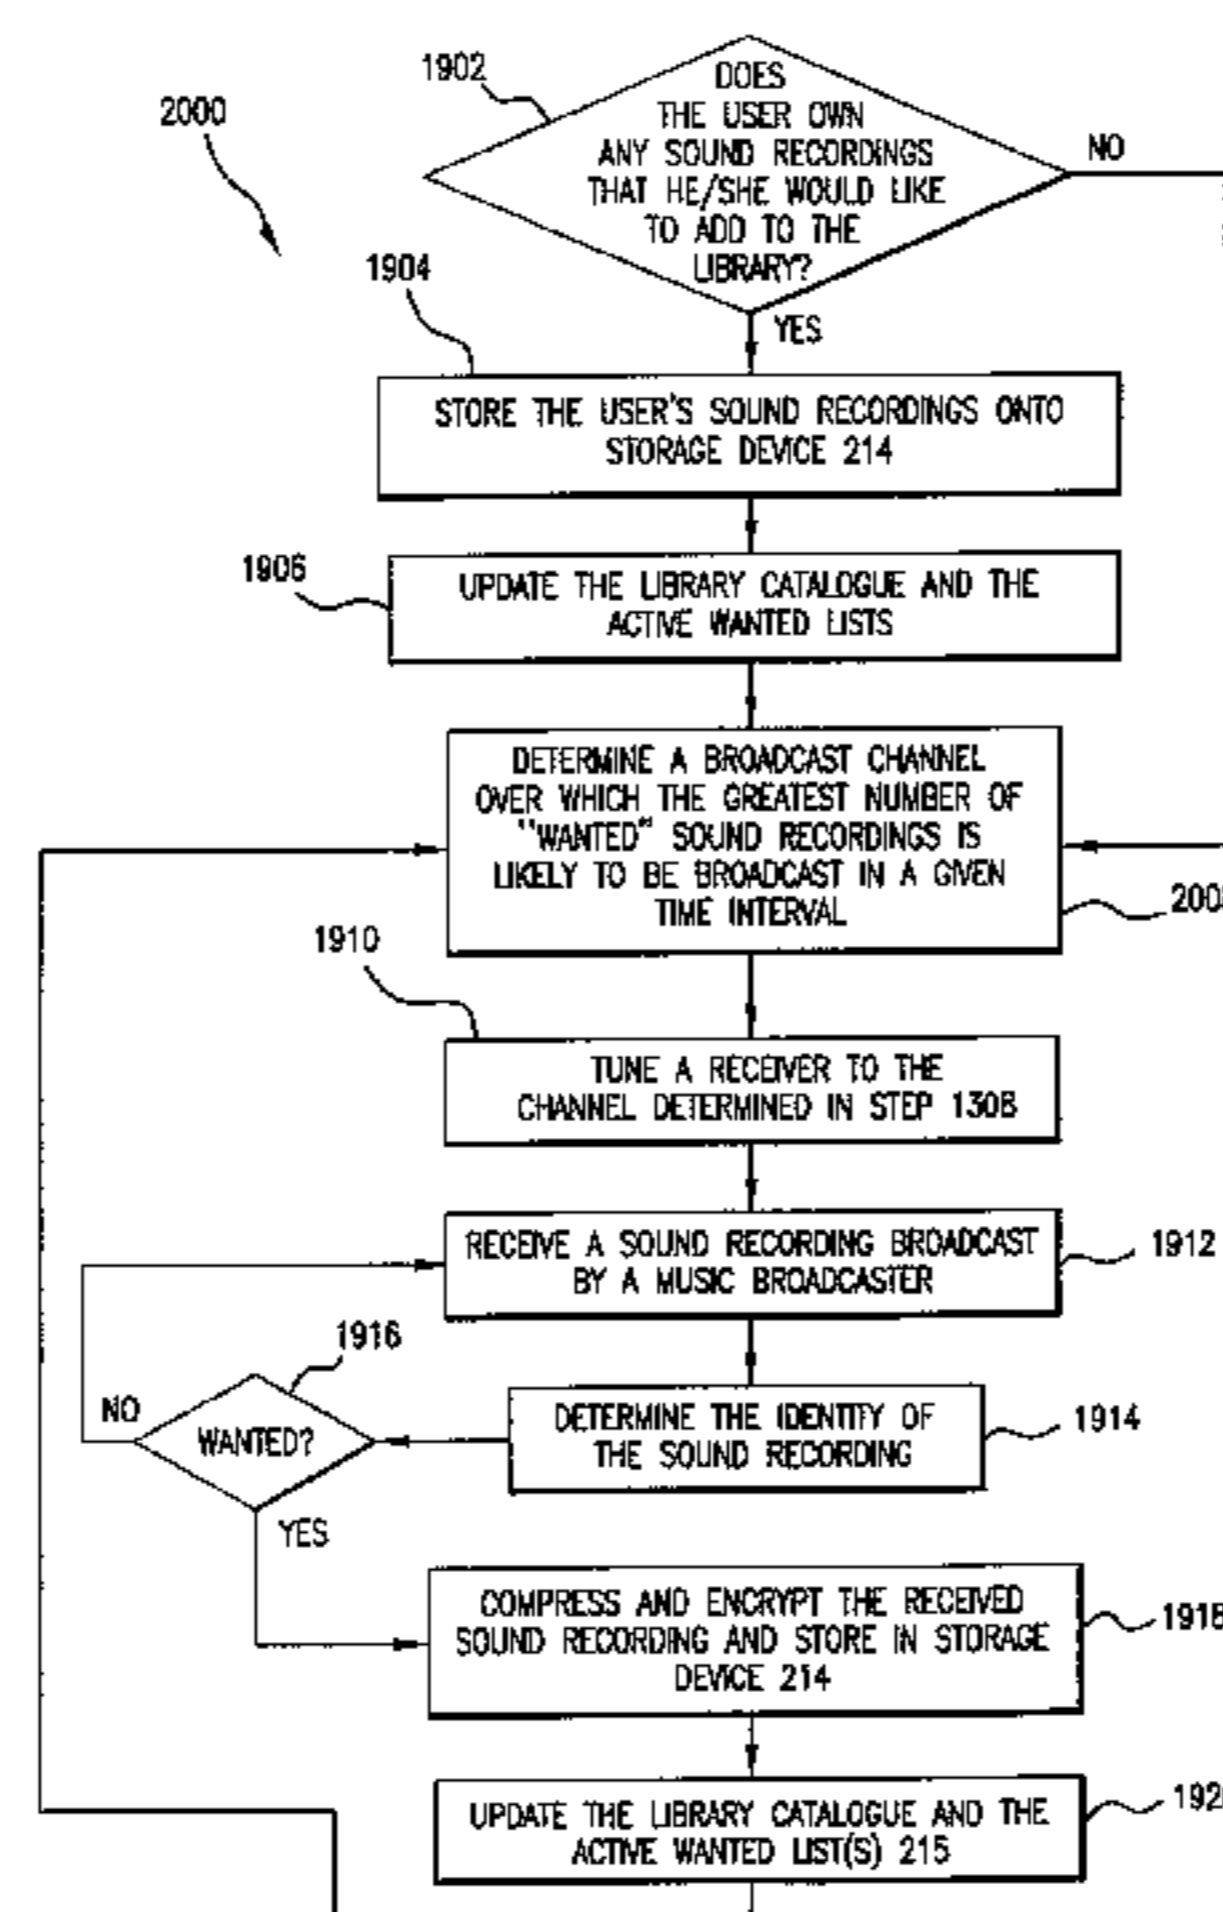 1902
2000
DOES
THE USER OWN
ANY SOUND RECORDINGS
THAT HE/SHE WOULD LIKE
TO ADD TO THE
LIBRARY?
NO
YES
1904
STORE THE USER'S SOUND RECORDINGS ONTO
STORAGE DEVICE 214
1906
UPDATE THE LIBRARY CATALOGUE AND THE
ACTIVE WANTED LISTS
DETERMINE A BROADCAST CHANNEL
OVER WHICH THE GREATEST NUMBER OF
"WANTED" SOUND RECORDINGS IS
LIKELY TO BE BROADCAST IN A GIVEN
TIME INTERVAL
1910
TUNE A RECEIVER TO THE
CHANNEL DETERMINED IN STEP 1308
RECEIVE A SOUND RECORDING BROADCAST
BY A MUSIC BROADCASTER
1912
1916
NO
WANTED?
YES
DETERMINE THE IDENTITY OF
THE SOUND RECORDING
1914
COMPRESS AND ENCRYPT THE RECEIVED
SOUND RECORDING AND STORE IN STORAGE
DEVICE 214
UPDATE THE LIBRARY CATALOGUE AND THE
ACTIVE WANTED LIST(S) 215